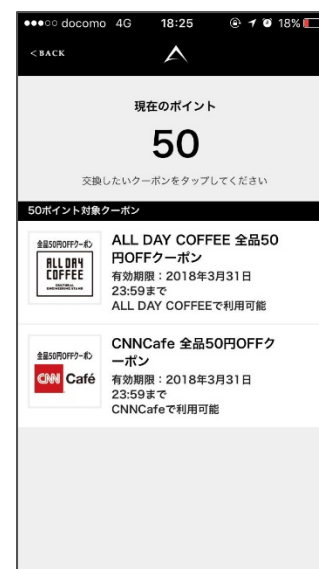 docomo 4G 18:25 18%
<BACK
現在のポイント
50
交換したいクーポンをタップしてください
50ポイント対象クーポン
全品50円OFFクーポン
ALL DAY
COFFEE
ALL DAY COFFEE 全品50
円OFFクーポン
有効期限：2018年3月31日
23:59まで
ALL DAY COFFEEで利用可能
全品50円OFFクーポン
CNN Café
CNNCafe 全品50円OFFク
ーポン
有効期限：2018年3月31日
23:59まで
CNNCafeで利用可能